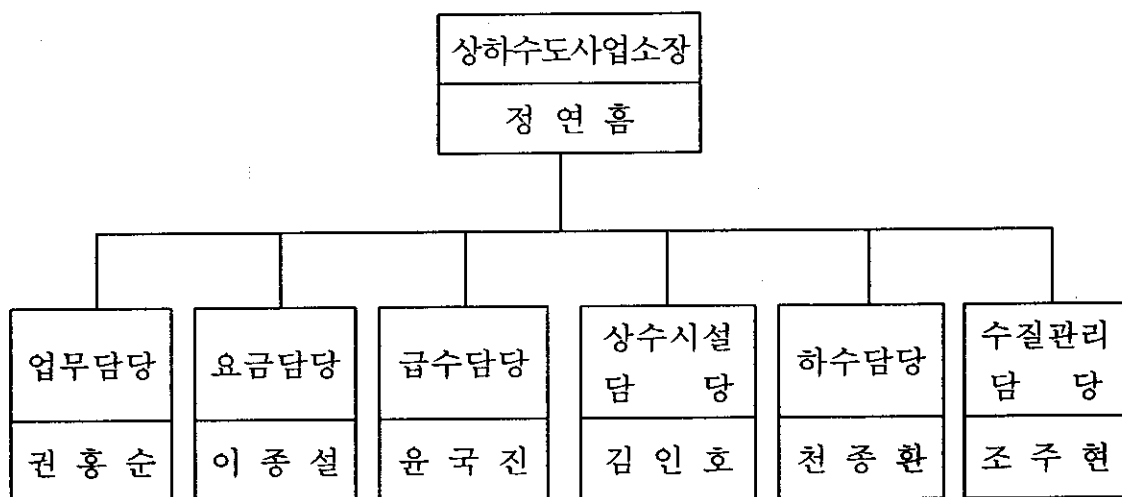 상하수도사업소장
정 연 흠
업무담당
요금담당
급수담당
상수시설
담 당
하수담당
수질관리
담 당
권 홍 순
이 종 설
윤 국 진
김 인 호
천 종 환
조 주 현